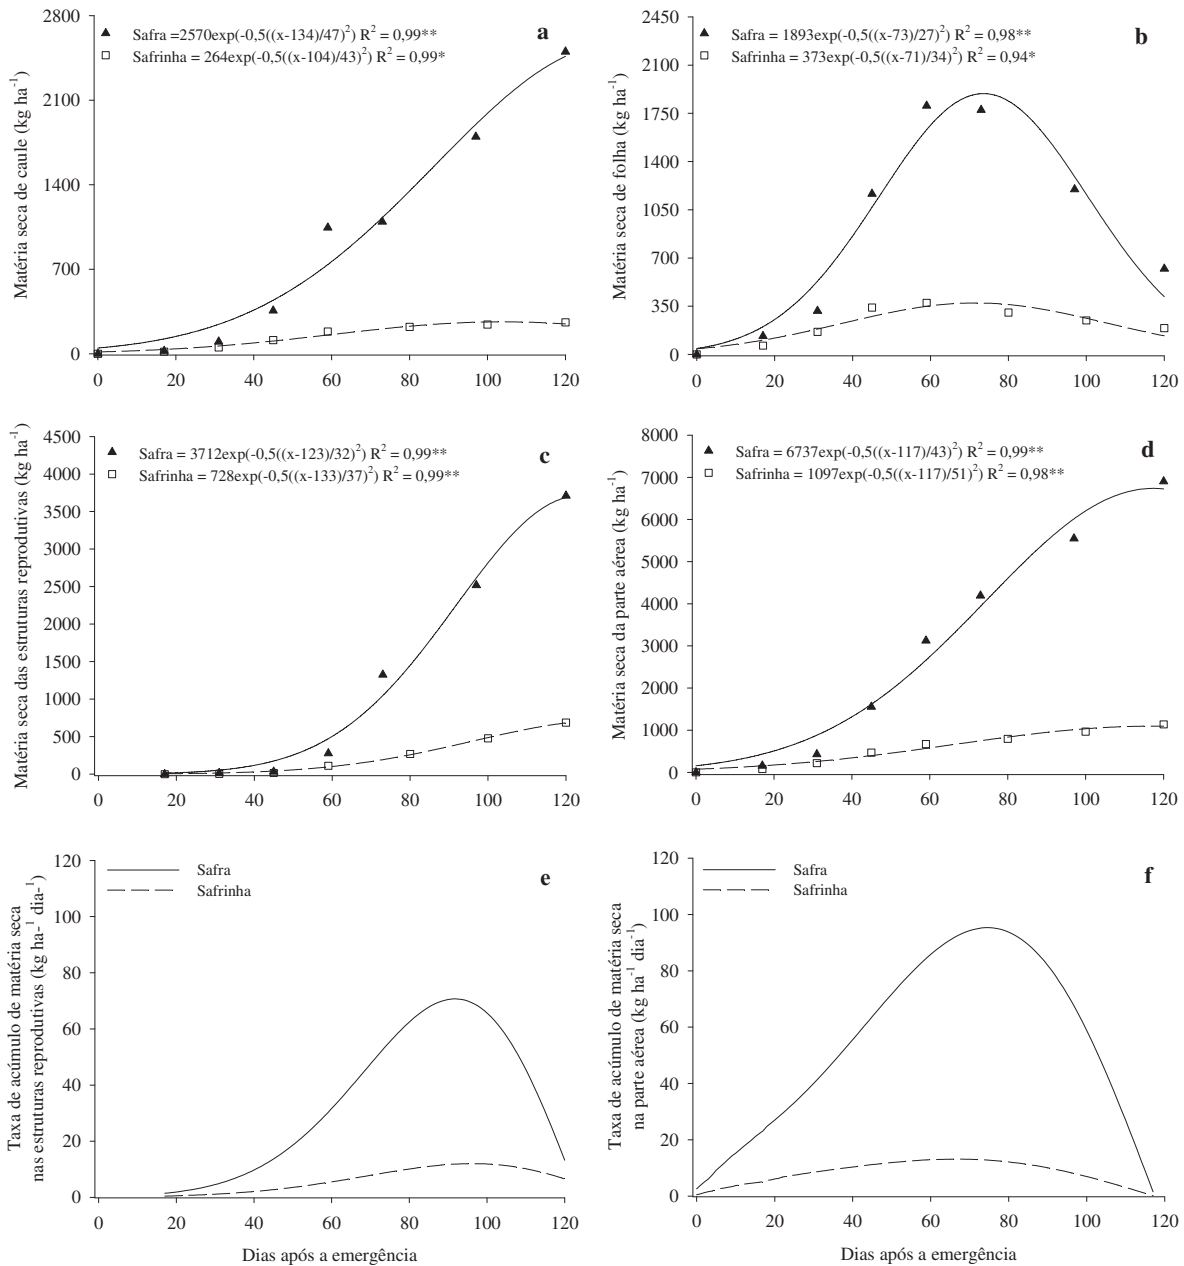 a
▲ Safra =2570exp(-0,5((x-134)/47)²) R² = 0,99**
□ Safrinha = 264exp(-0,5((x-104)/43)²) R² = 0,99*
Matéria seca de caule (kg ha⁻¹)
2800
2100
1400
700
0
0 20 40 60 80 100 120
b
▲ Safra = 1893exp(-0,5((x-73)/27)²) R² = 0,98**
□ Safrinha = 373exp(-0,5((x-71)/34)²) R² = 0,94*
Matéria seca de folha (kg ha⁻¹)
2450
2100
1750
1400
1050
700
350
0
0 20 40 60 80 100 120
c
▲ Safra = 3712exp(-0,5((x-123)/32)²) R² = 0,99**
□ Safrinha = 728exp(-0,5((x-133)/37)²) R² = 0,99**
Matéria seca das estruturas reprodutivas (kg ha⁻¹)
4500
4000
3500
3000
2500
2000
1500
1000
500
0
0 20 40 60 80 100 120
d
▲ Safra = 6737exp(-0,5((x-117)/43)²) R² = 0,99**
□ Safrinha = 1097exp(-0,5((x-117)/51)²) R² = 0,98**
Matéria seca da parte aérea (kg ha⁻¹)
8000
7000
6000
5000
4000
3000
2000
1000
0
0 20 40 60 80 100 120
e
Safra
Safrinha
Taxa de acúmulo de matéria seca
nas estruturas reprodutivas (kg ha-¹ dia-¹)
120
100
80
60
40
20
0
0 20 40 60 80 100 120
Dias após a emergência
f
Safra
Safrinha
Taxa de acúmulo de matéria seca
na parte aérea (kg ha⁻¹ dia⁻¹)
120
100
80
60
40
20
0
0 20 40 60 80 100 120
Dias após a emergência